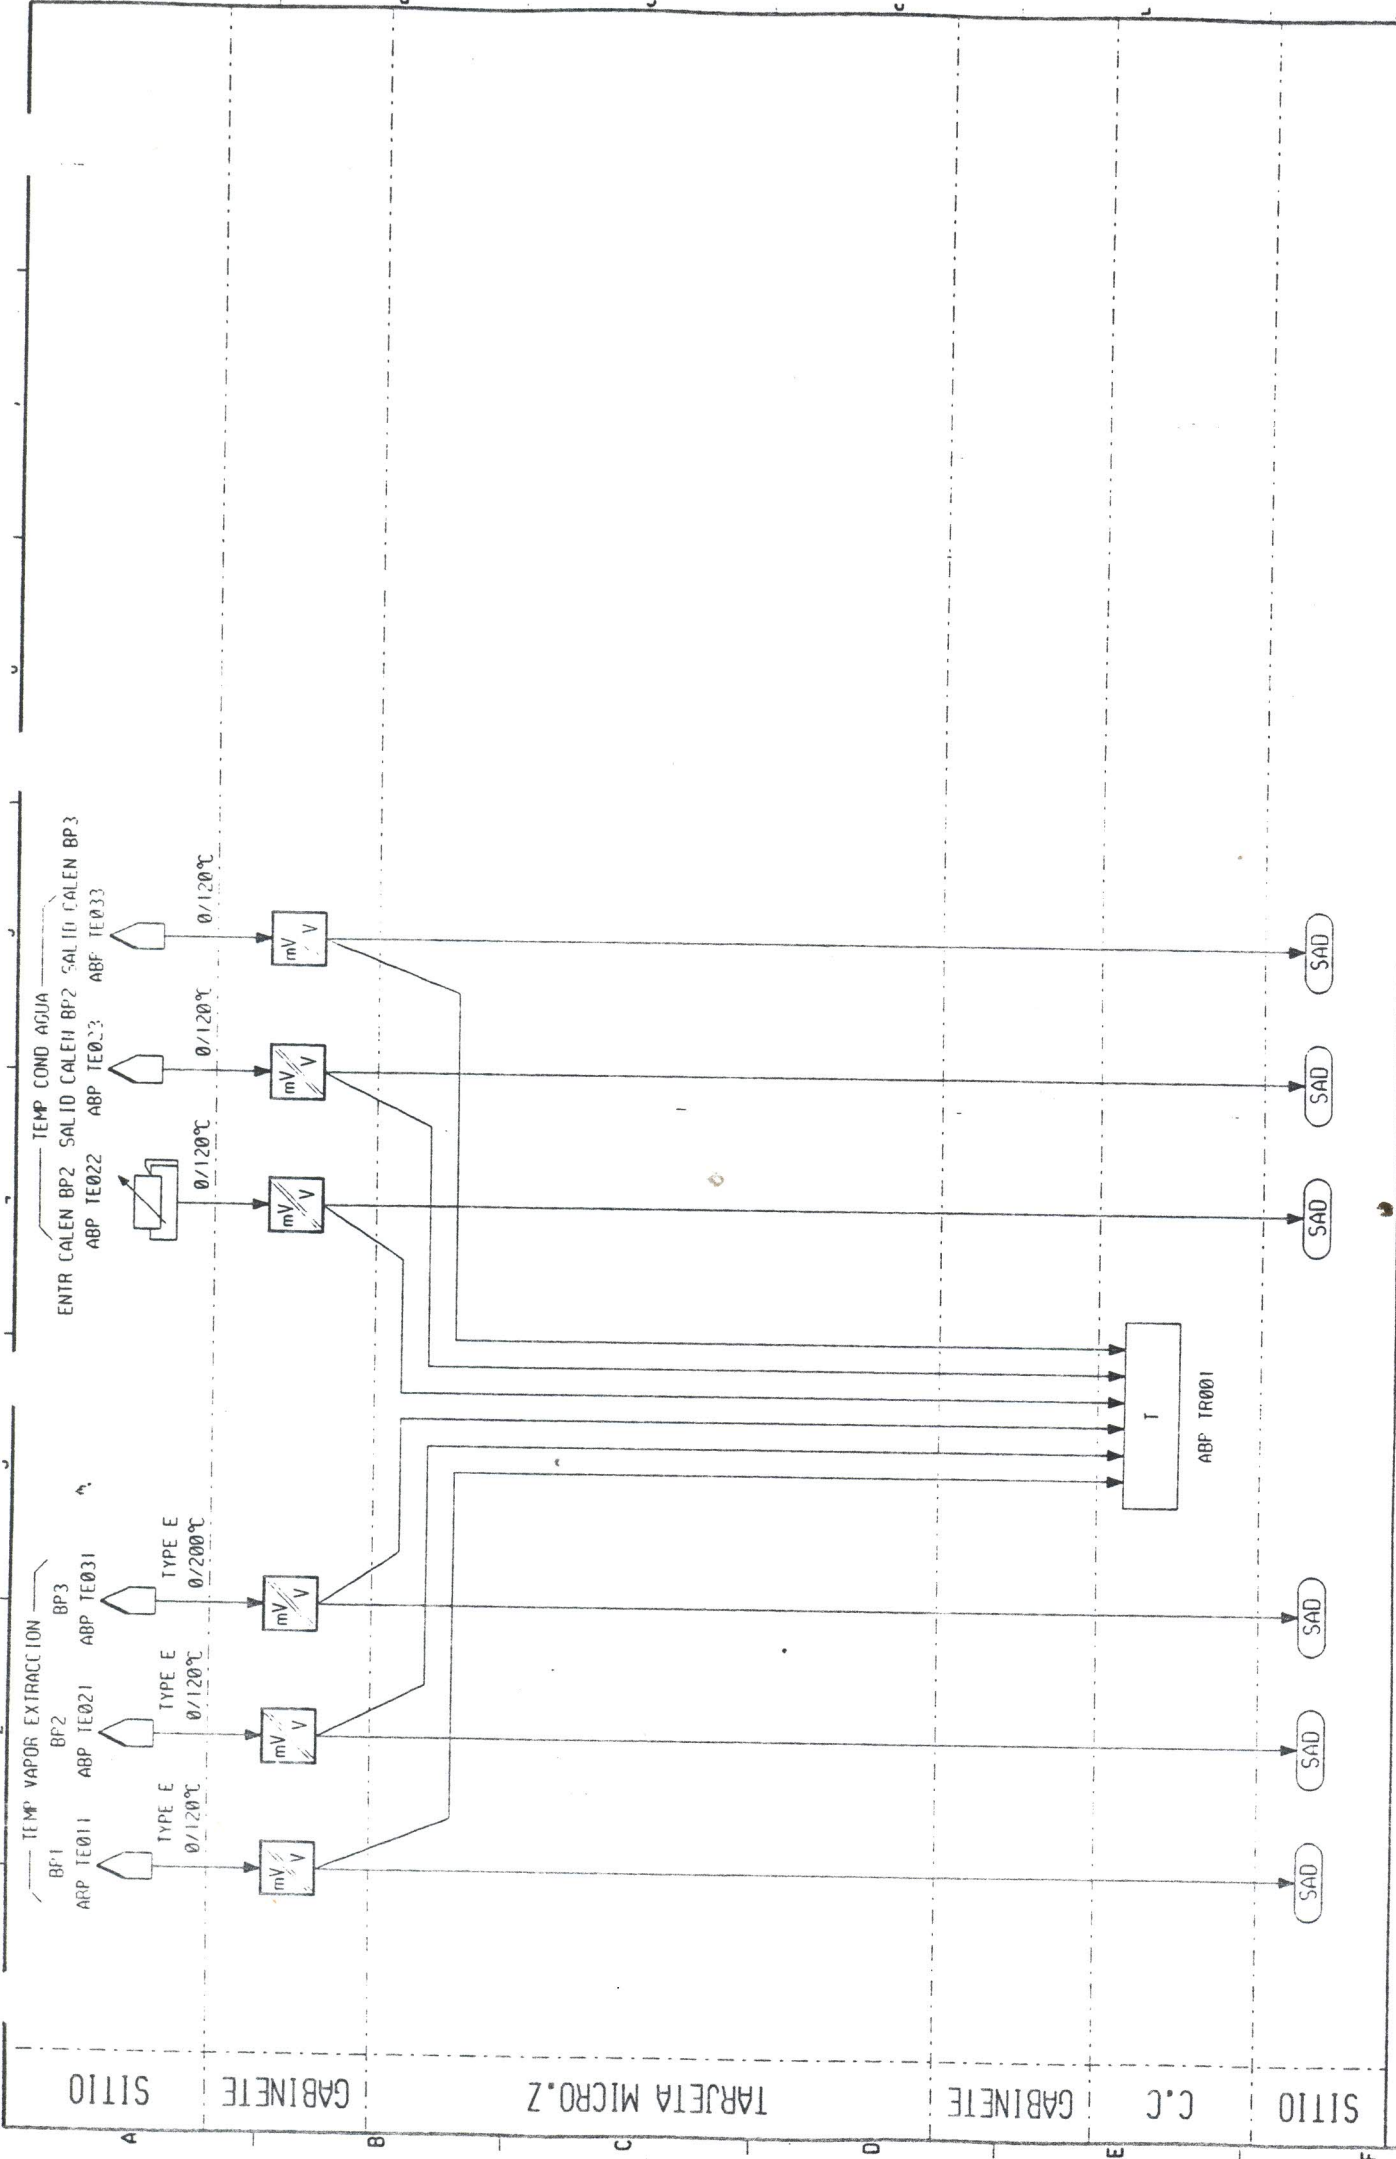 TEMP VAPOR EXTRACCION
BP1 BP2 BP3
ABP TE011 ABP TE021 ABP TE031
TYPE E TYPE E TYPE E
0/120°C 0/120°C 0/200°C
TEMP COND AGUA
ENTR CALEN BP2 SALID CALEN BP2 SALID CALEN BP3
ABP TE022 ABP TE023 ABP TE033
0/120°C 0/120°C 0/120°C
mV V mV V mV V mV V mV V mV V
T
ABP TR001
SAD SAD SAD SAD SAD SAD
SITIO
GABINETE
TARJETA MICRO.Z
GABINETE
C.C
SITIO
A
B
C
D
E
F